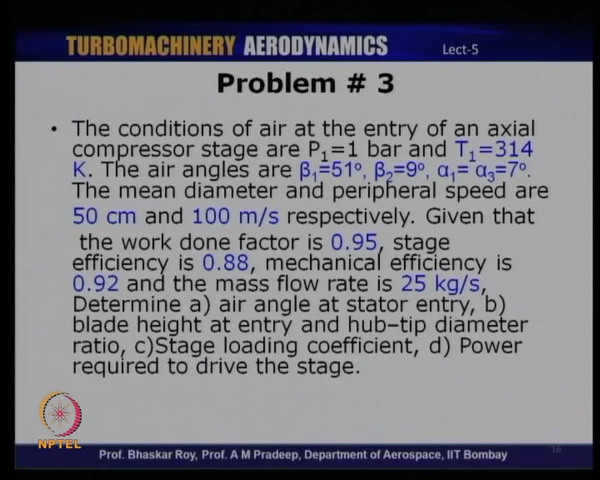 TURBOMACHINERY AERODYNAMICS
Lect-5
Problem # 3
• The conditions of air at the entry of an axial
compressor stage are P₁=1 bar and T₁=314
K. The air angles are β₁=51º, β₂=9º, α₁= α₃=7º.
The mean diameter and peripheral speed are
50 cm and 100 m/s respectively. Given that
the work done factor is 0.95, stage
efficiency is 0.88, mechanical efficiency is
0.92 and the mass flow rate is 25 kg/s,
Determine a) air angle at stator entry, b)
blade height at entry and hub–tip diameter
ratio, c)Stage loading coefficient, d) Power
required to drive the stage.
NPTEL
Prof. Bhaskar Roy, Prof. A M Pradeep, Department of Aerospace, IIT Bombay
16